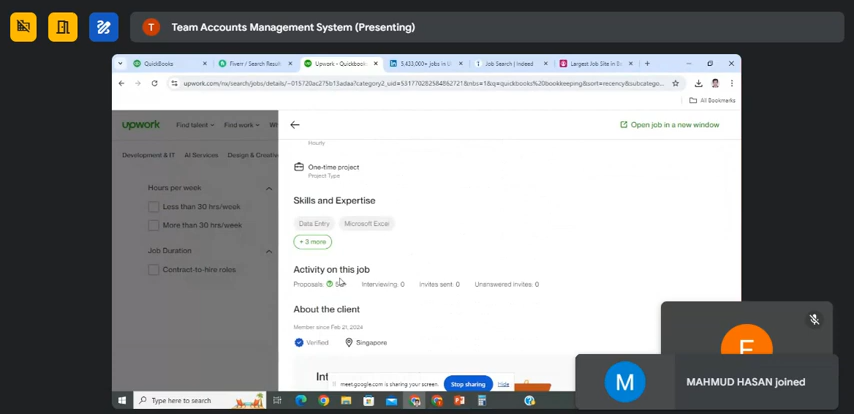 T Team Accounts Management System (Presenting)
QuickBooks
Fiverr / Search Results
Upwork - Quickbooks
5,433,000+ jobs in U
Job Search | Indeed
Largest Job Site in B
upwork.com/nx/search/jobs/details/~015720ac275b13adaa?category2_uid=531770282584862721&nbs=1&q=quickbooks%20bookkeeping&sort=recency&subcatego...
All Bookmarks
upwork
Find talent
Find work
Open job in a new window
Development & IT
AI Services
Design & Creative
Hourly
One-time project
Project Type
Hours per week
Less than 30 hrs/week
More than 30 hrs/week
Job Duration
Contract-to-hire roles
Skills and Expertise
Data Entry
Microsoft Excel
+ 3 more
Activity on this job
Proposals:
Interviewing: 0
Invites sent: 0
Unanswered invites: 0
About the client
Member since Feb 21, 2024
Verified
Singapore
Int
meet.google.com is sharing your screen.
Stop sharing
Hide
Type here to search
M
MAHMUD HASAN joined